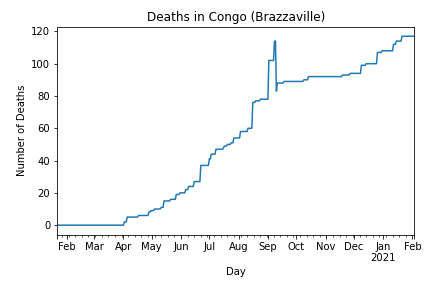 Deaths in Congo (Brazzaville)
120
100
80
60
40
20
0
Number of Deaths
Feb Mar Apr May Jun Jul Aug Sep Oct Nov Dec Jan Feb
2021
Day